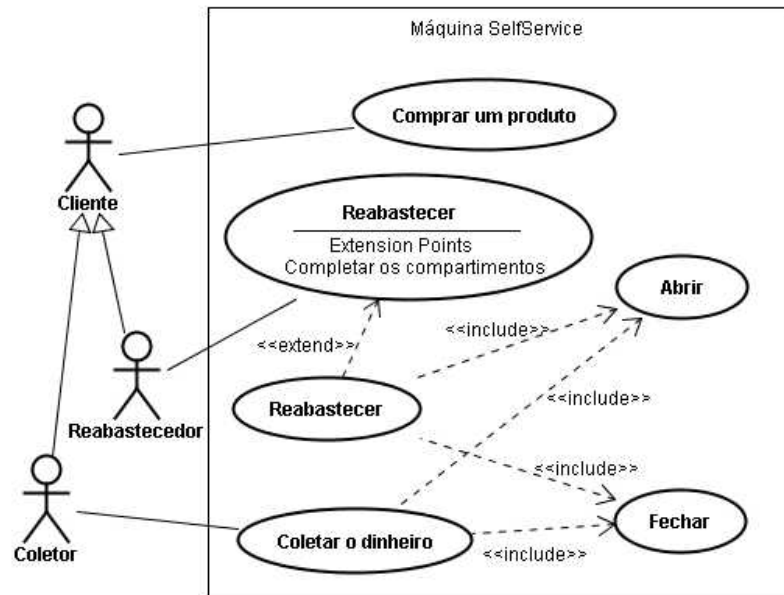 Máquina SelfService
Comprar um produto
Cliente
Reabastecer
Extension Points
Completar os compartimentos
Abrir
<<extend>>
<<include>>
Reabastecedor
Reabastecer
<<include>>
<<include>>
Coletor
Coletar o dinheiro
Fechar
<<include>>